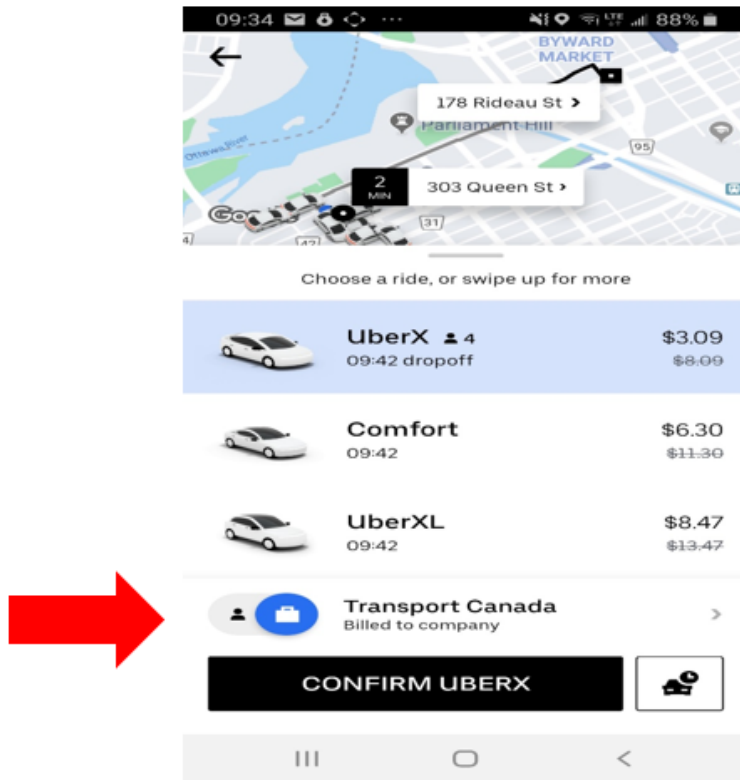 09:34 LTE 88%
BYWARD
MARKET
178 Rideau St >
Parliament Hill
Ottawa River
95
2
MIN
303 Queen St >
31
Choose a ride, or swipe up for more
UberX 4 $3.09
09:42 dropoff $8.09
Comfort $6.30
09:42 $11.30
UberXL $8.47
09:42 $13.47
Transport Canada >
Billed to company
CONFIRM UBERX